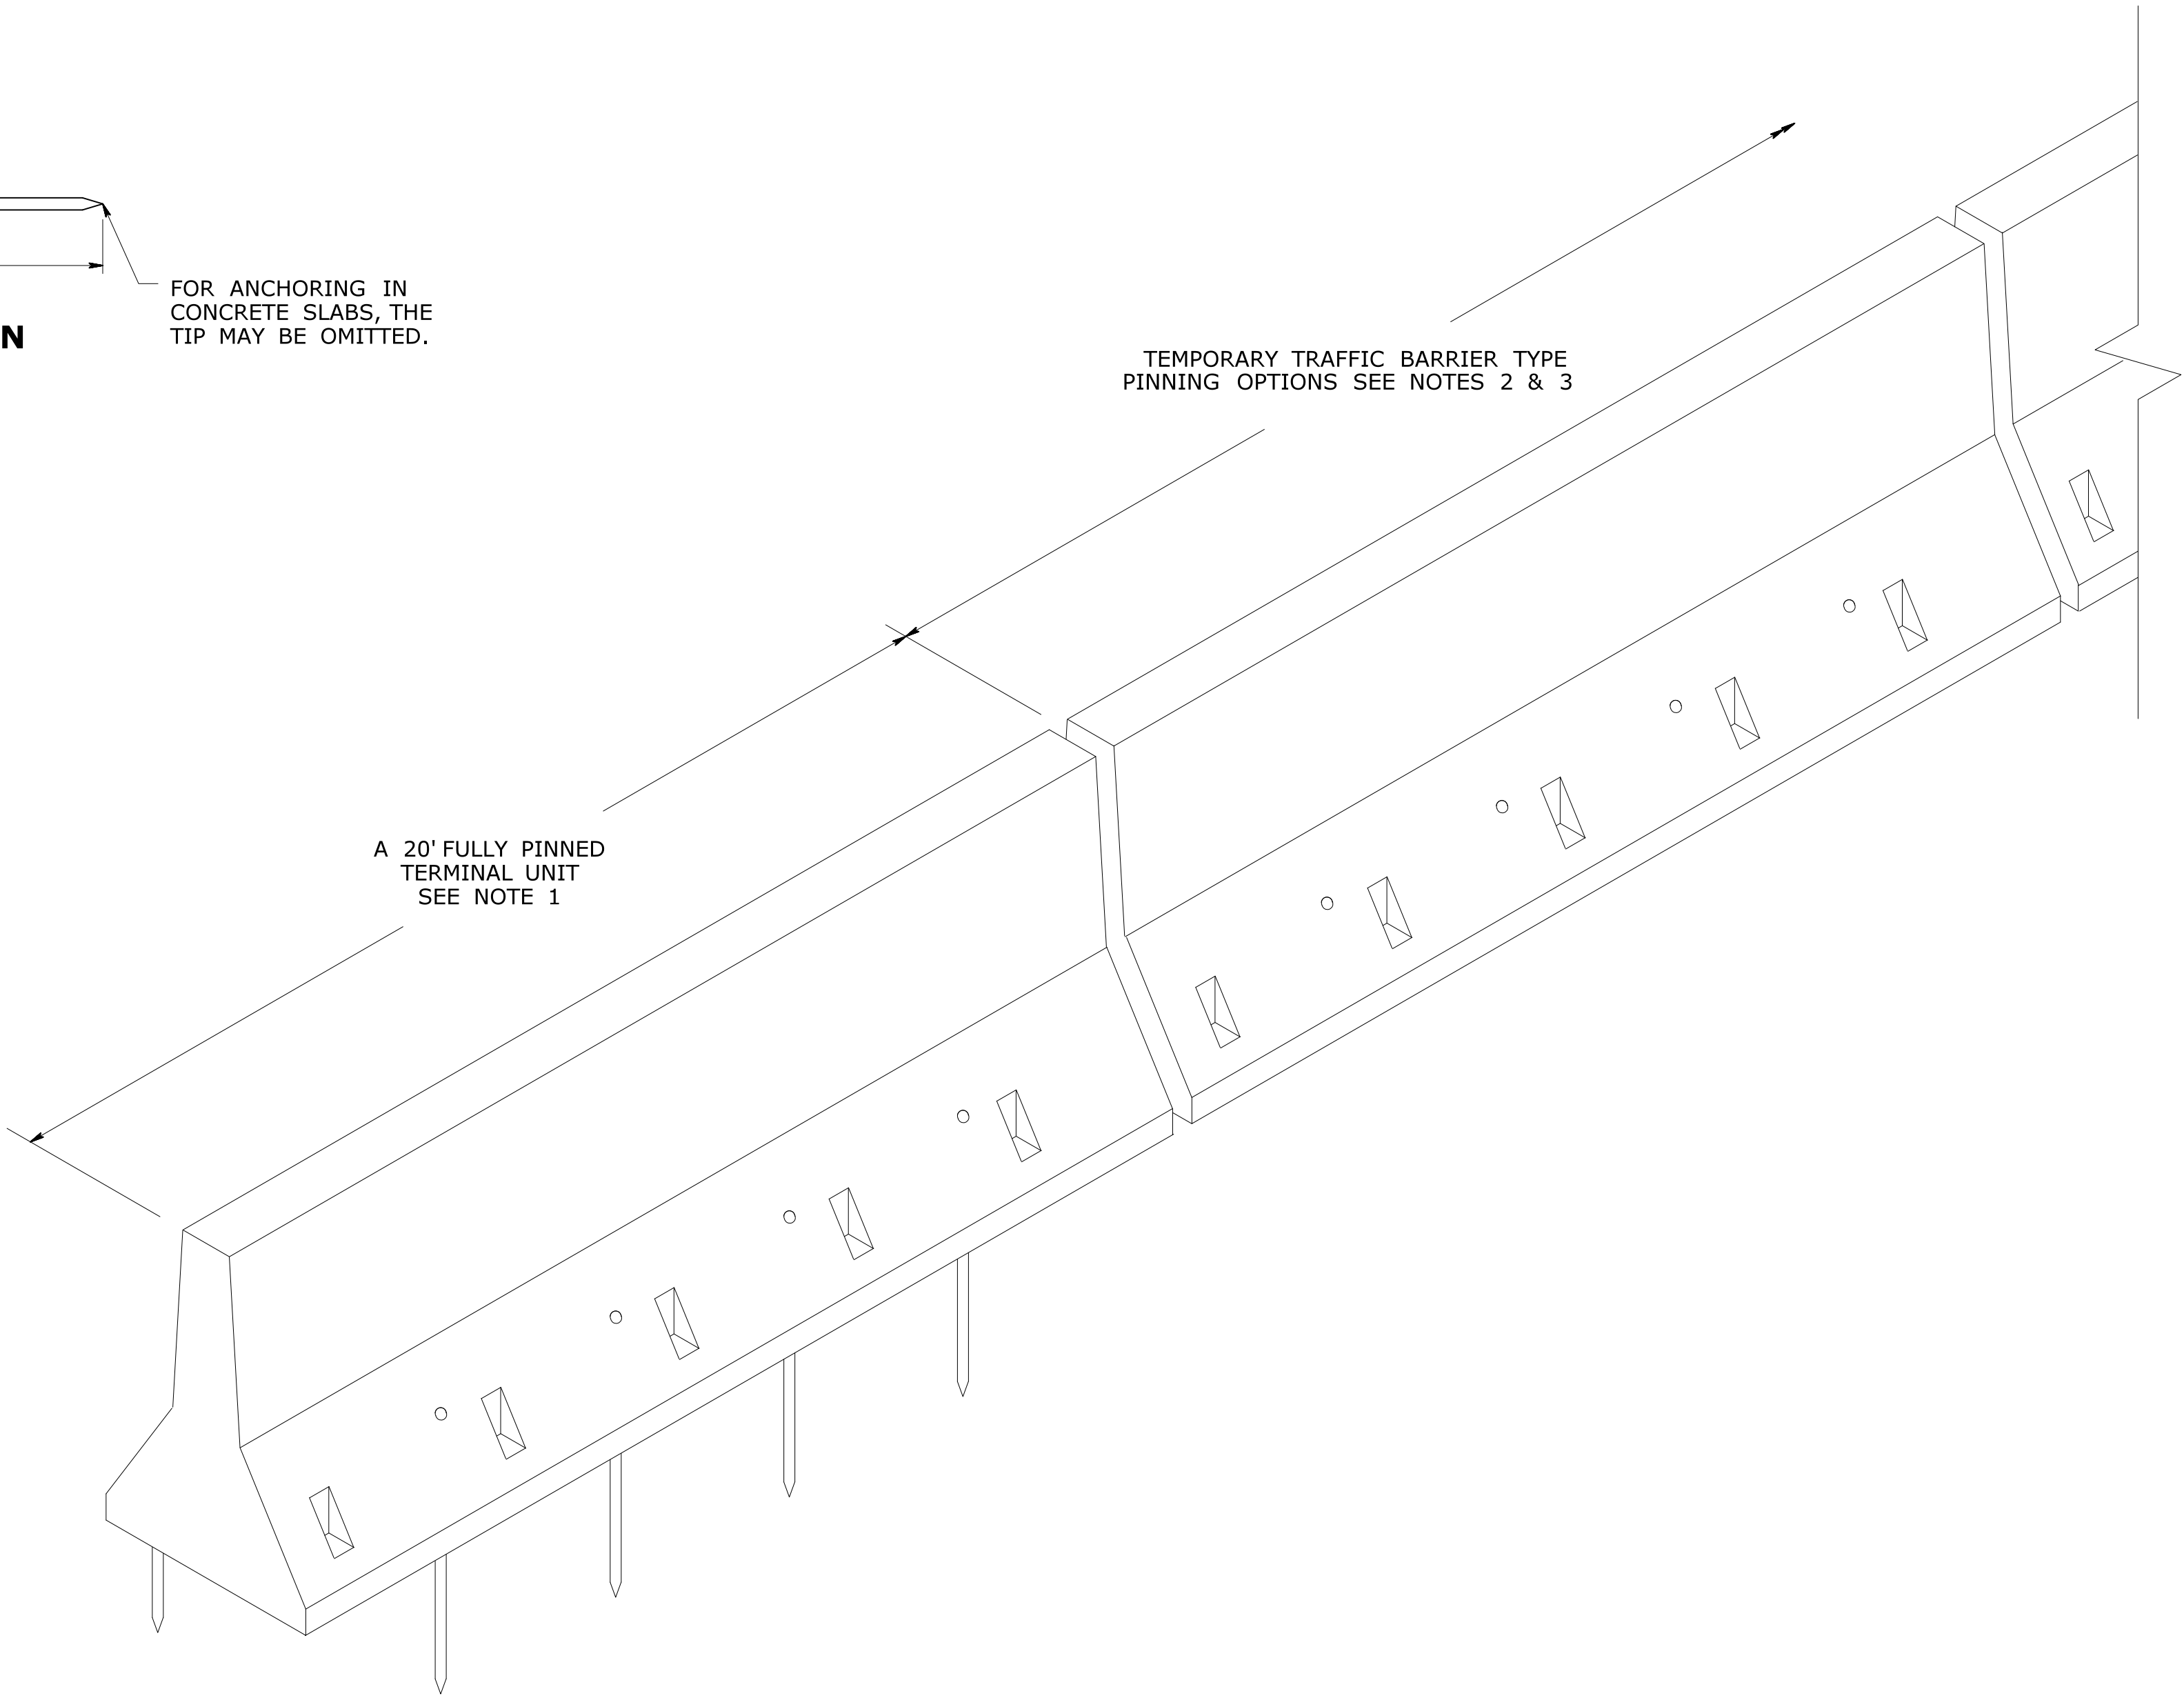 FOR ANCHORING IN
CONCRETE SLABS, THE
TIP MAY BE OMITTED.
N
TEMPORARY TRAFFIC BARRIER TYPE
PINNING OPTIONS SEE NOTES 2 & 3
A 20' FULLY PINNED
TERMINAL UNIT
SEE NOTE 1